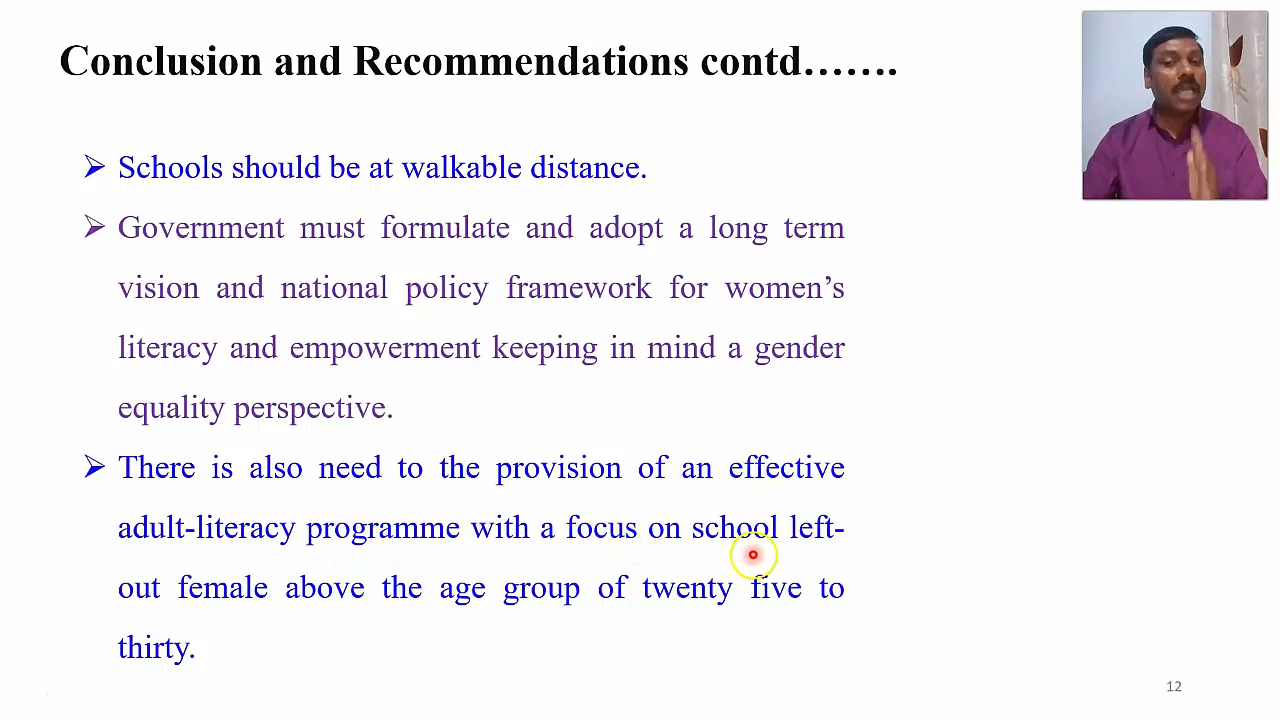 Conclusion and Recommendations contd…….
➢ Schools should be at walkable distance.
➢ Government must formulate and adopt a long term
vision and national policy framework for women’s
literacy and empowerment keeping in mind a gender
equality perspective.
➢ There is also need to the provision of an effective
adult-literacy programme with a focus on school left-
out female above the age group of twenty five to
thirty.
12